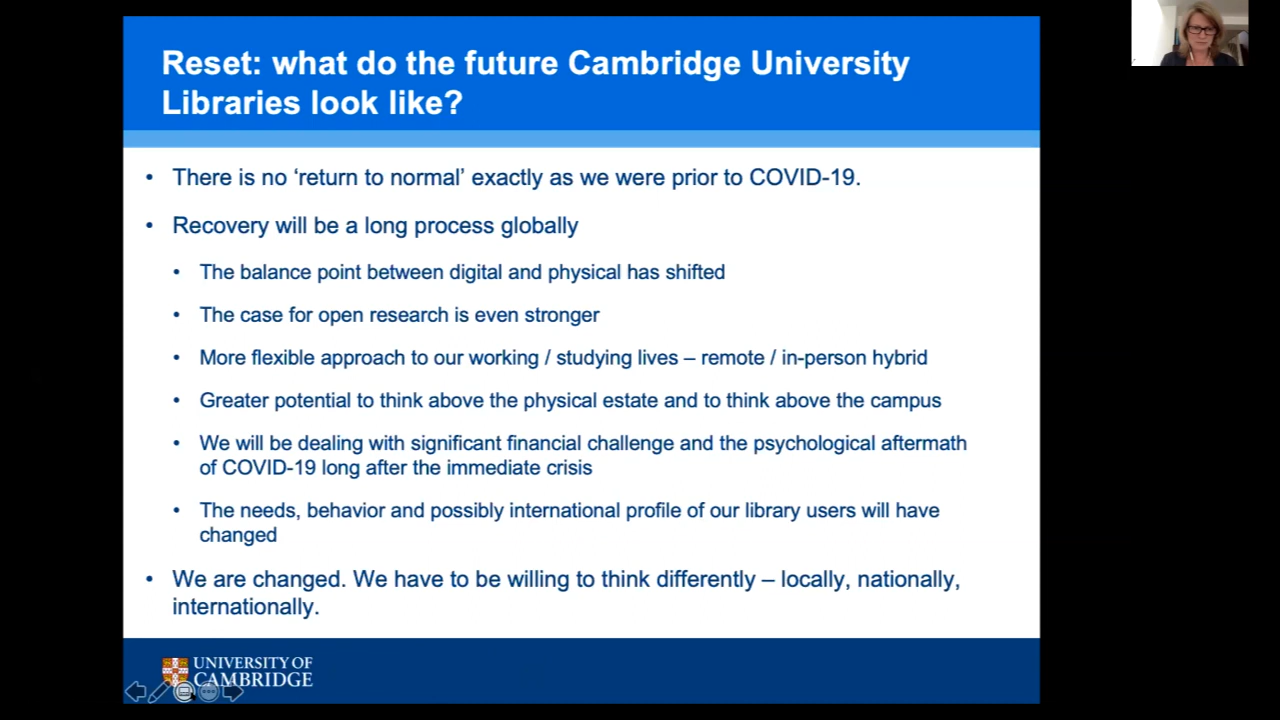 Reset: what do the future Cambridge University
Libraries look like?
• There is no ‘return to normal’ exactly as we were prior to COVID-19.
• Recovery will be a long process globally
• The balance point between digital and physical has shifted
• The case for open research is even stronger
• More flexible approach to our working / studying lives – remote / in-person hybrid
• Greater potential to think above the physical estate and to think above the campus
• We will be dealing with significant financial challenge and the psychological aftermath
of COVID-19 long after the immediate crisis
• The needs, behavior and possibly international profile of our library users will have
changed
• We are changed. We have to be willing to think differently – locally, nationally,
internationally.
UNIVERSITY OF
CAMBRIDGE